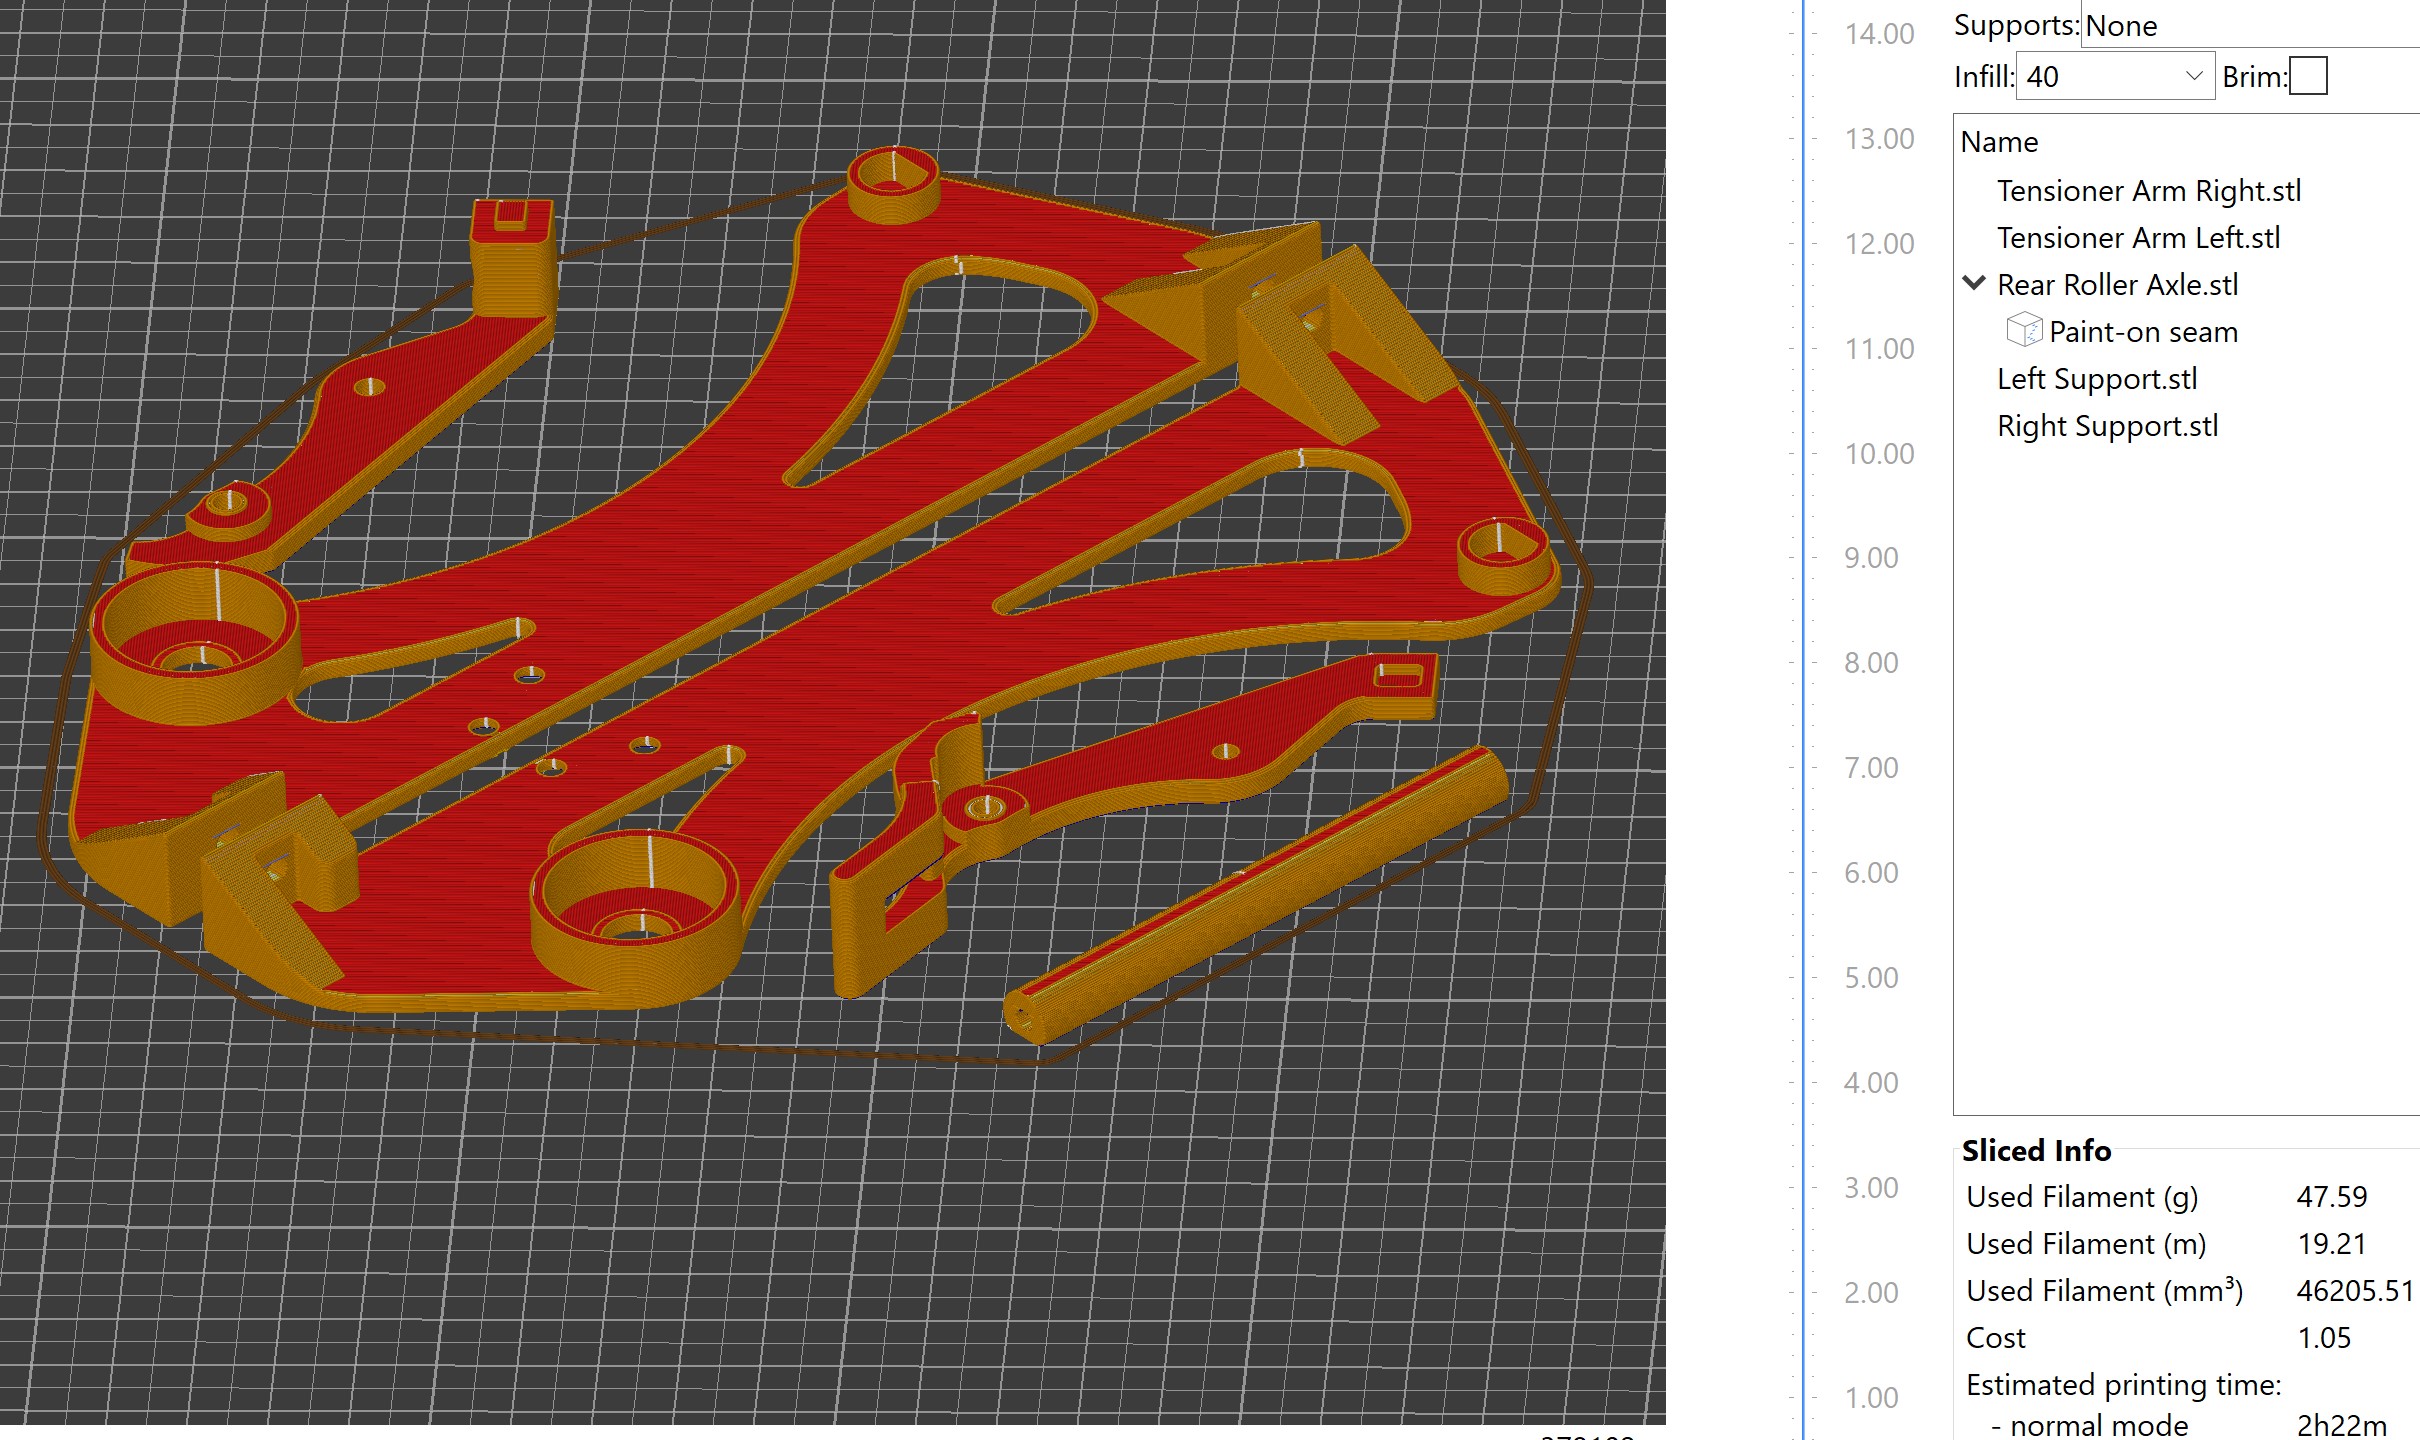 14.00
13.00
12.00
11.00
10.00
9.00
8.00
7.00
6.00
5.00
4.00
3.00
2.00
1.00
Supports: None
Infill: 40 Brim:
Name
Tensioner Arm Right.stl
Tensioner Arm Left.stl
Rear Roller Axle.stl
Paint-on seam
Left Support.stl
Right Support.stl
Sliced Info
Used Filament (g) 47.59
Used Filament (m) 19.21
Used Filament (mm³) 46205.51
Cost 1.05
Estimated printing time:
- normal mode 2h22m